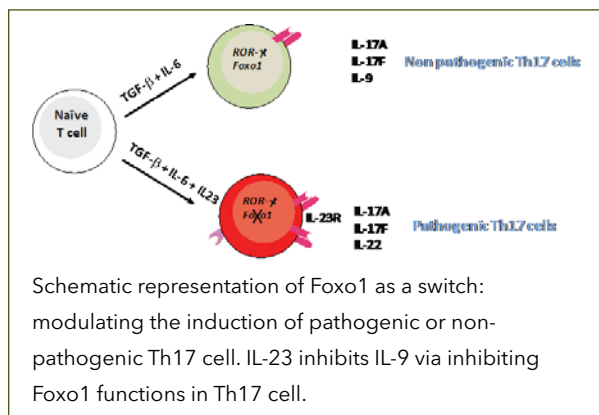 ROR-γt
Foxo1
IL-17A
IL-17F
IL-9
Non pathogenic Th17 cells
TGF-β + IL-6
Naïve
T cell
TGF-β + IL-6 + IL23
ROR-γt
Foxo1
IL-23R
IL-17A
IL-17F
IL-22
Pathogenic Th17 cells
Schematic representation of Foxo1 as a switch:
modulating the induction of pathogenic or non-
pathogenic Th17 cell. IL-23 inhibits IL-9 via inhibiting
Foxo1 functions in Th17 cell.